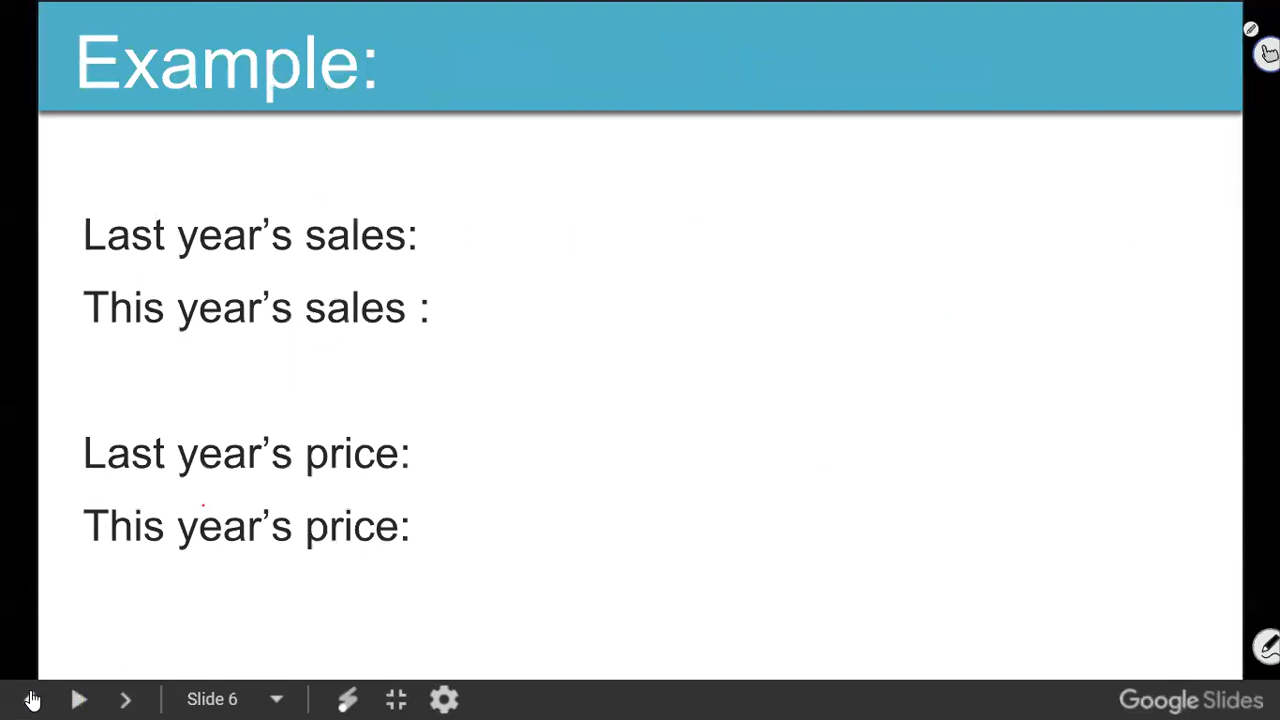 Example:
Last year’s sales:
This year’s sales :
Last year’s price:
This year’s price:
Slide 6
Google Slides